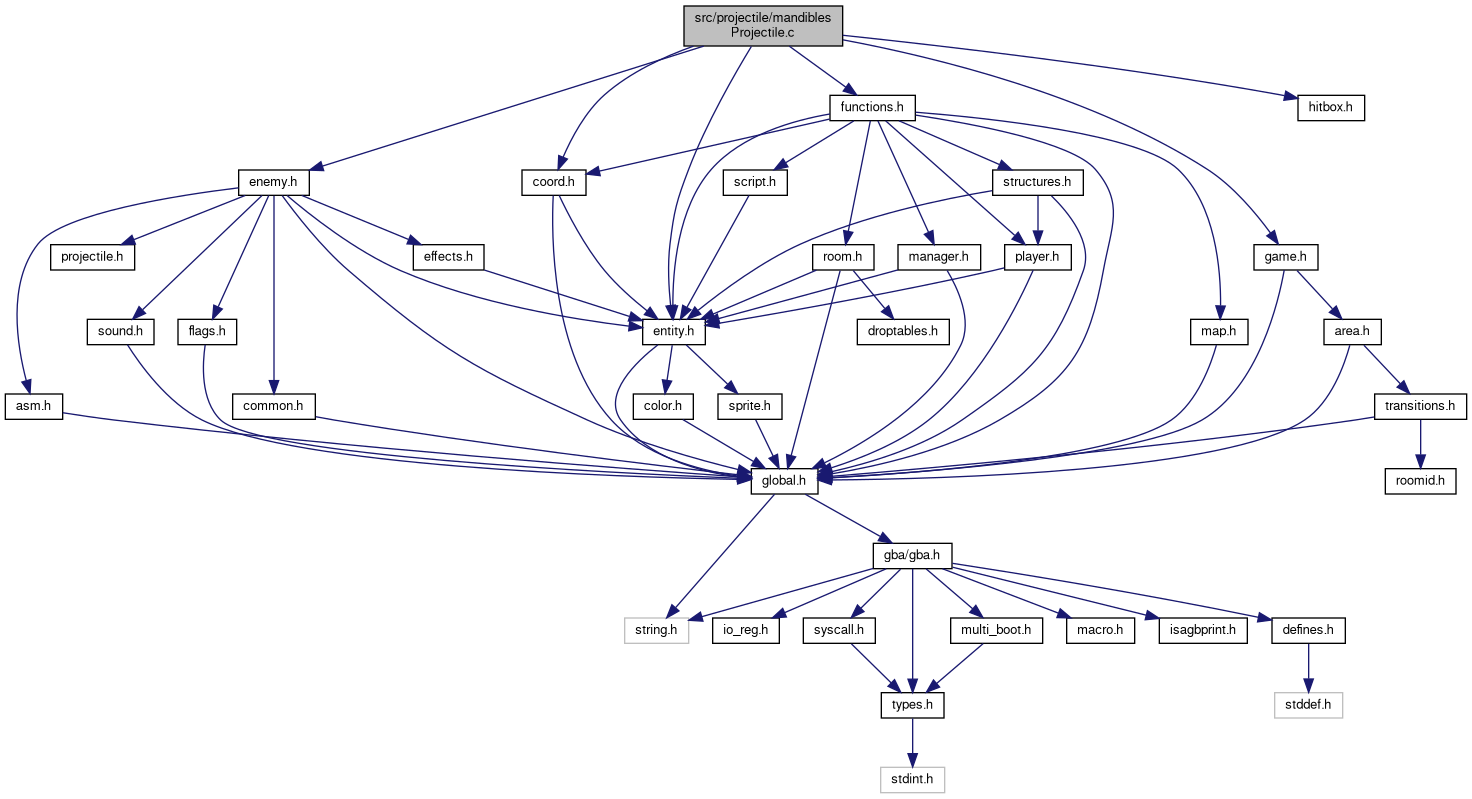 src/projectile/mandibles
Projectile.c
functions.h
hitbox.h
enemy.h
coord.h
script.h
structures.h
projectile.h
effects.h
room.h
manager.h
player.h
game.h
sound.h
flags.h
entity.h
droptables.h
map.h
area.h
asm.h
common.h
color.h
sprite.h
transitions.h
global.h
roomid.h
gba/gba.h
string.h
io_reg.h
syscall.h
multi_boot.h
macro.h
isagbprint.h
defines.h
types.h
stddef.h
stdint.h